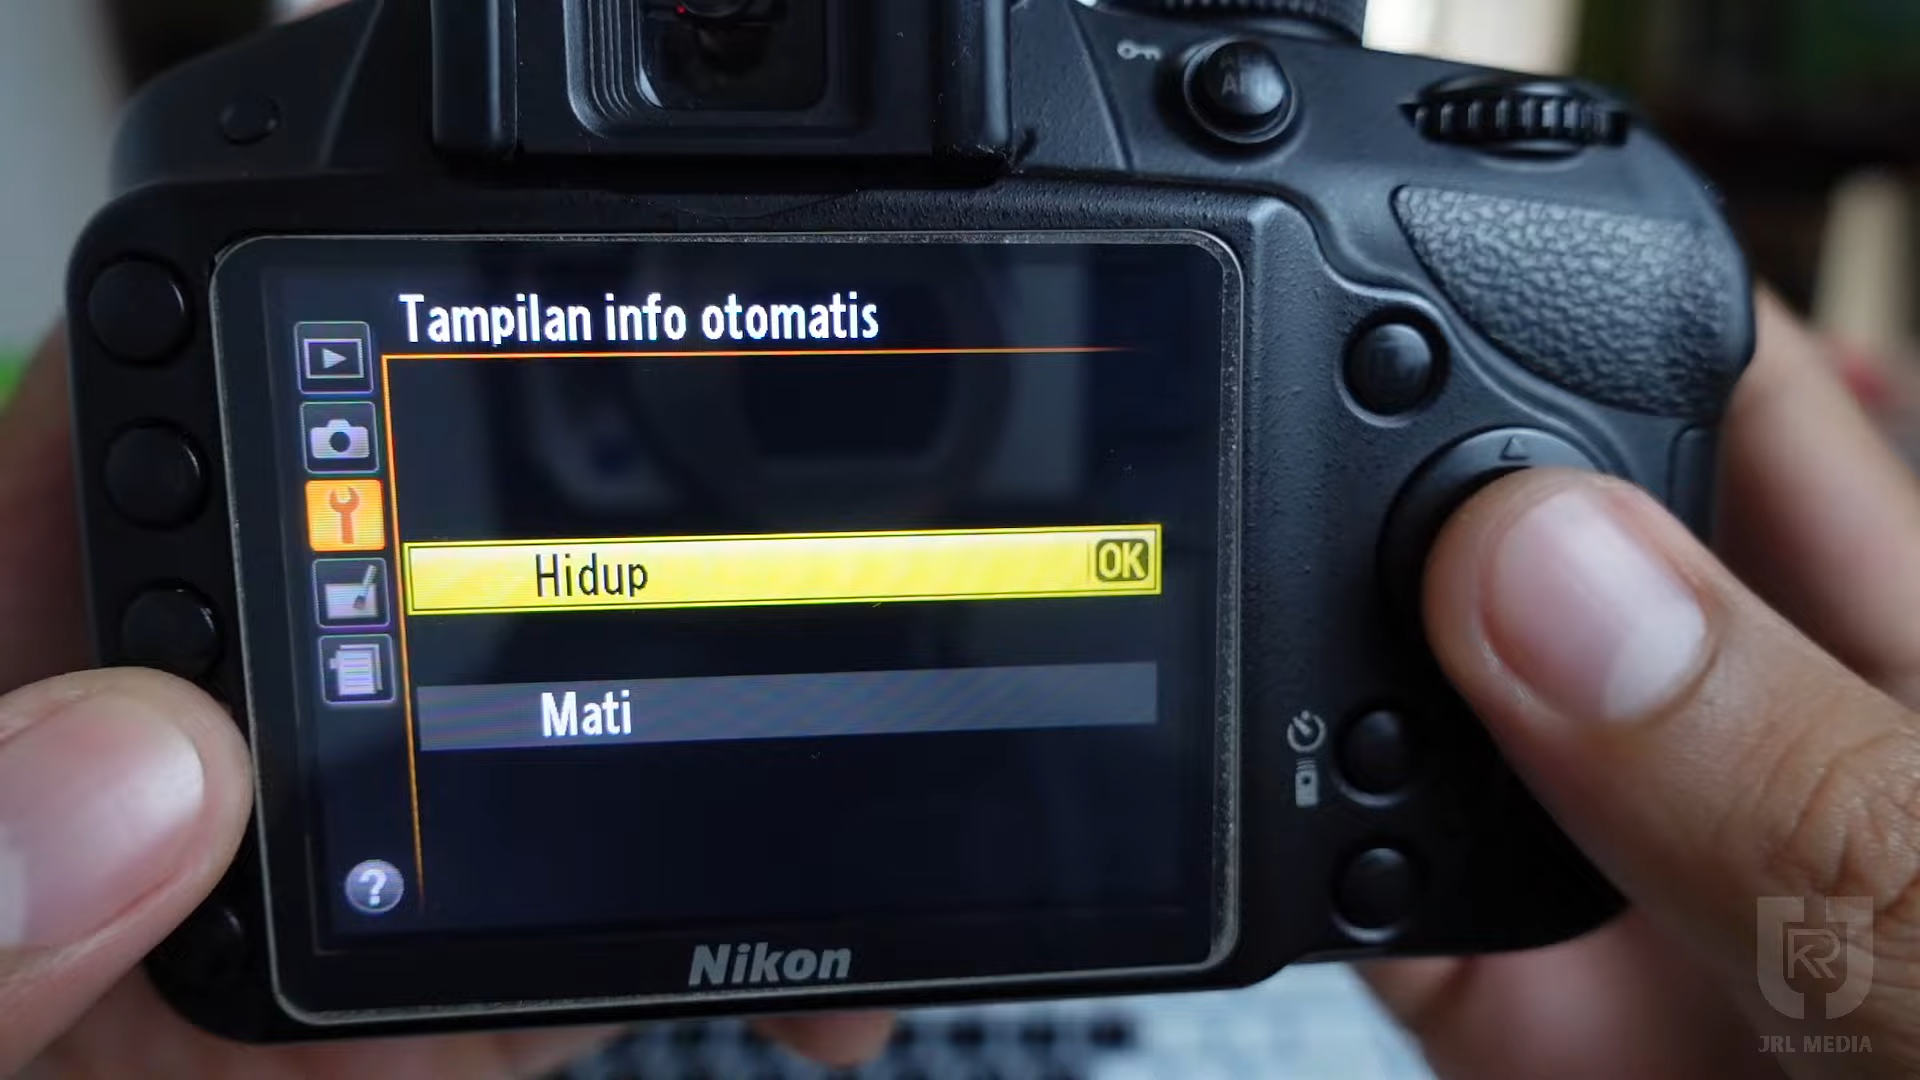 Tampilan info otomatis
Hidup
OK
Mati
?
Nikon
JRL MEDIA